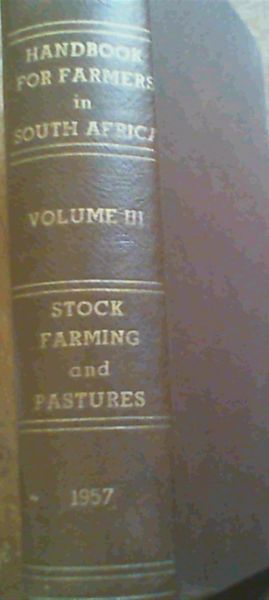 HANDBOOK
FOR FARMERS
in
SOUTH AFRICA
VOLUME III
STOCK
FARMING
and
PASTURES
1957